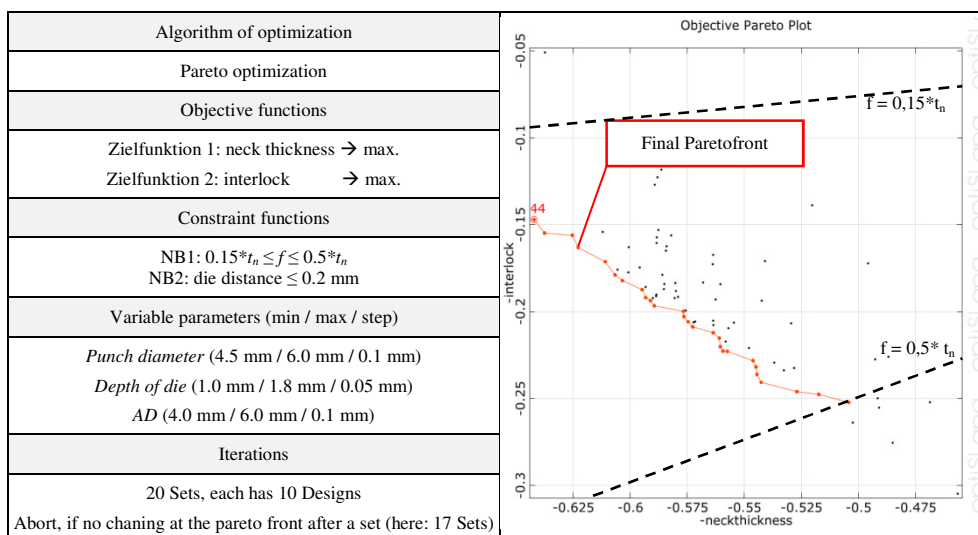 Algorithm of optimization
Pareto optimization
Objective functions
Zielfunktion 1: neck thickness → max.
Zielfunktion 2: interlock → max.
Constraint functions
NB1: 0.15*tₙ ≤ f ≤ 0.5*tₙ
NB2: die distance ≤ 0.2 mm
Variable parameters (min / max / step)
Punch diameter (4.5 mm / 6.0 mm / 0.1 mm)
Depth of die (1.0 mm / 1.8 mm / 0.05 mm)
AD (4.0 mm / 6.0 mm / 0.1 mm)
Iterations
20 Sets, each has 10 Designs
Abort, if no chaning at the pareto front after a set (here: 17 Sets)
Objective Pareto Plot
-0.05
-0.1
-0.15
-0.2
-0.25
-0.3
-interlock
f = 0,15*tₙ
Final Paretofront
44
f = 0,5* tₙ
-0.625 -0.6 -0.575 -0.55 -0.525 -0.5 -0.475
-neckthickness